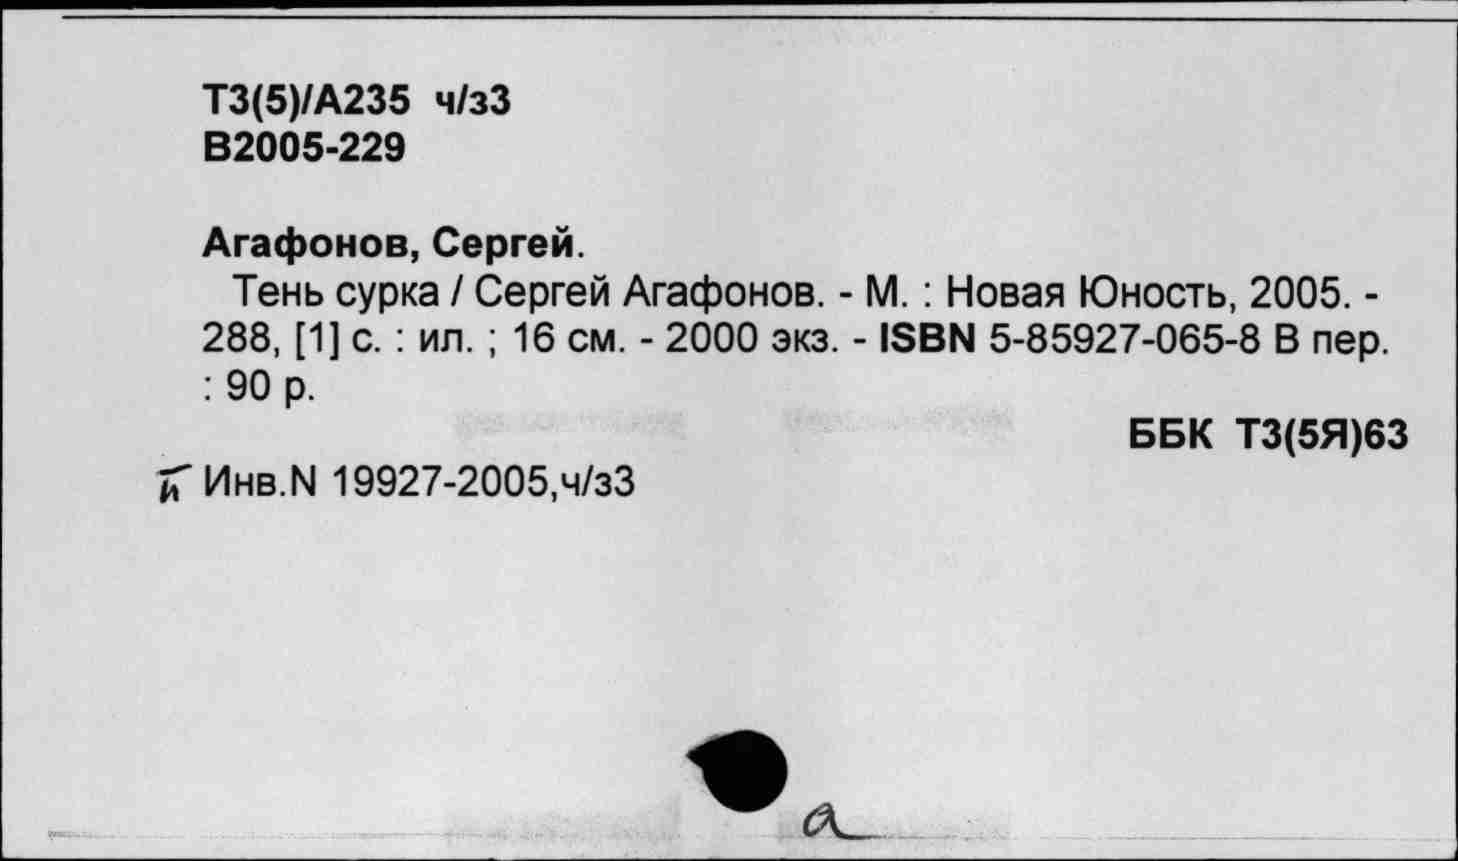 Т3(5)/А235 ч/з3
В2005-229
Агафонов, Сергей.
Тень сурка / Сергей Агафонов. - М. : Новая Юность, 2005. -
288, [1] с. : ил. ; 16 см. - 2000 экз. - ISBN 5-85927-065-8 В пер.
: 90 р.
ББК Т3(5Я)63
Инв.N 19927-2005,ч/з3
а